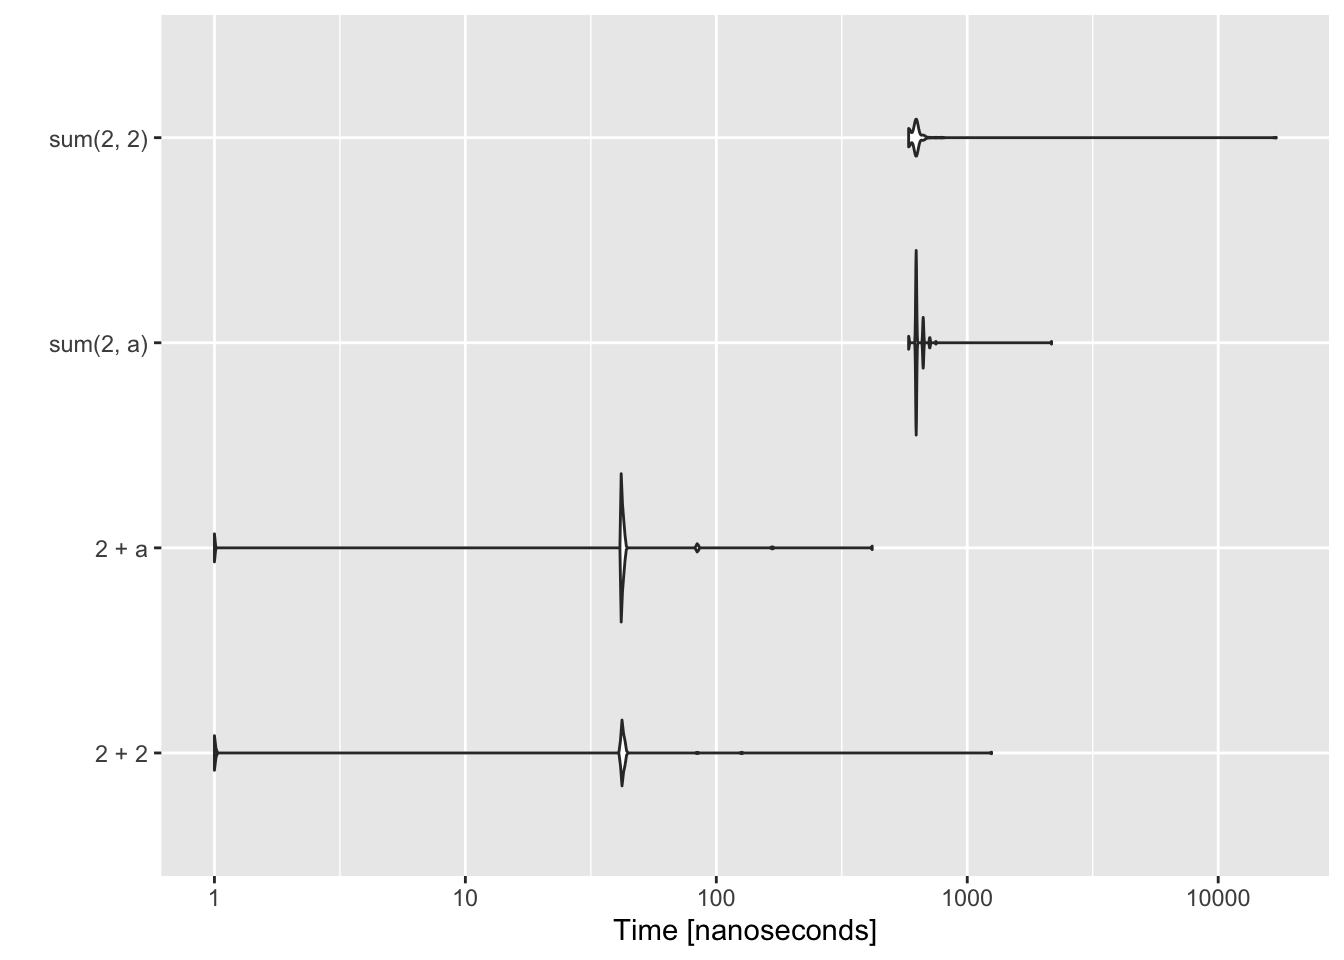 sum(2, 2)
sum(2, a)
2 + a
2 + 2
1 10 100 1000 10000
Time [nanoseconds]